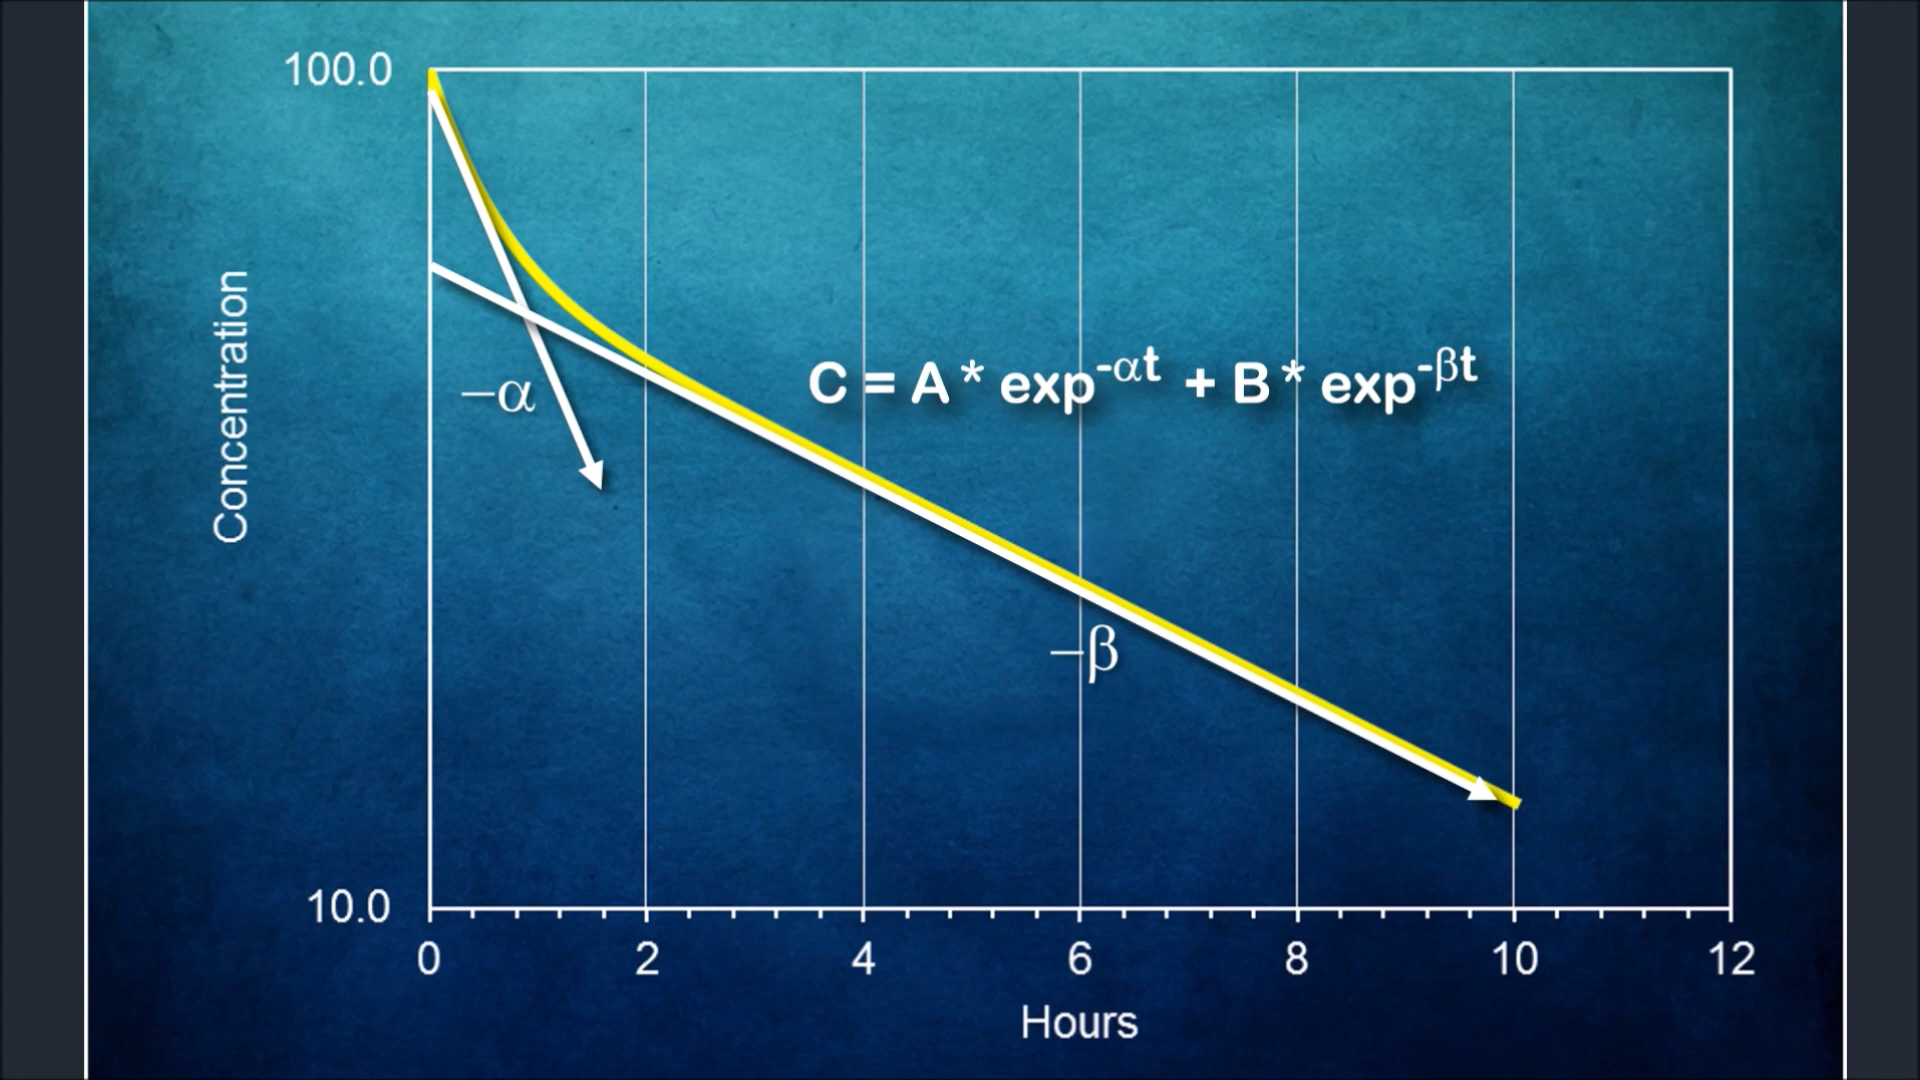 100.0
Concentration
C = A * exp^-αt + B * exp^-βt
−α
−β
10.0
0 2 4 6 8 10 12
Hours